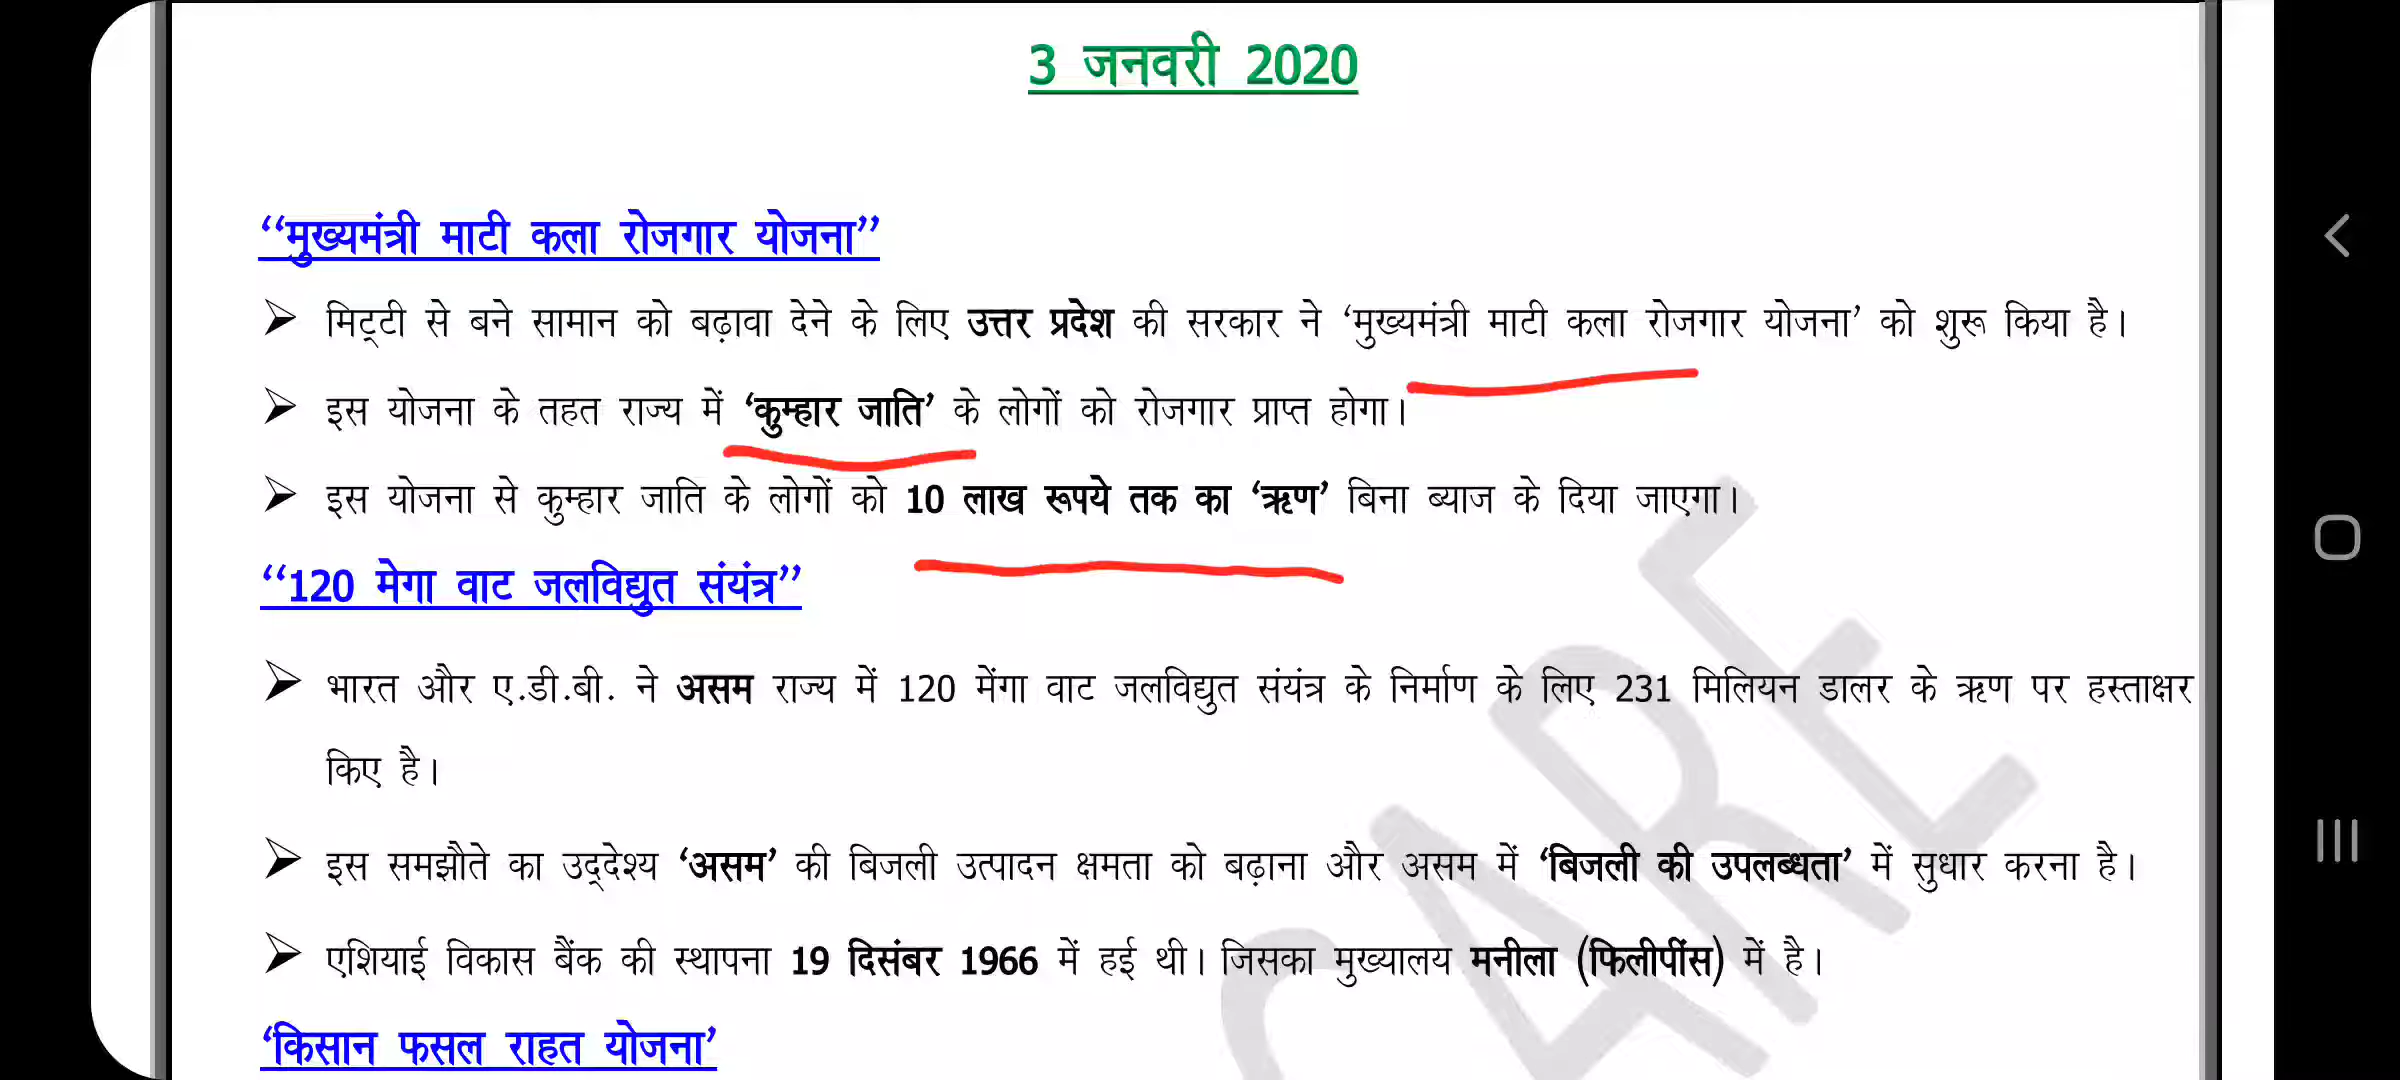 3 जनवरी 2020
‘‘मुख्यमंत्री माटी कला रोजगार योजना’’
➢ मिट्टी से बने सामान को बढ़ावा देने के लिए उत्तर प्रदेश की सरकार ने ‘मुख्यमंत्री माटी कला रोजगार योजना’ को शुरू किया है।
➢ इस योजना के तहत राज्य में ‘कुम्हार जाति’ के लोगों को रोजगार प्राप्त होगा।
➢ इस योजना से कुम्हार जाति के लोगों को 10 लाख रूपये तक का ‘ऋण’ बिना ब्याज के दिया जाएगा।
‘‘120 मेगा वाट जलविद्युत संयंत्र’’
➢ भारत और ए.डी.बी. ने असम राज्य में 120 मेंगा वाट जलविद्युत संयंत्र के निर्माण के लिए 231 मिलियन डालर के ऋण पर हस्ताक्षर
किए है।
➢ इस समझौते का उद्देश्य ‘असम’ की बिजली उत्पादन क्षमता को बढ़ाना और असम में ‘बिजली की उपलब्धता’ में सुधार करना है।
➢ एशियाई विकास बैंक की स्थापना 19 दिसंबर 1966 में हई थी। जिसका मुख्यालय मनीला (फिलीपींस) में है।
‘किसान फसल राहत योजना’
CARE